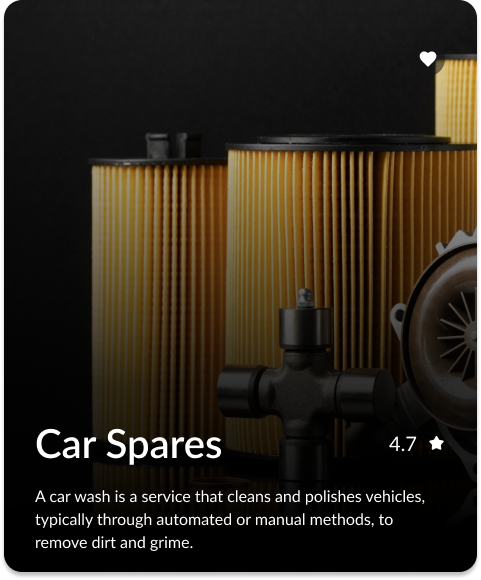 Car Spares
4.7
A car wash is a service that cleans and polishes vehicles,
typically through automated or manual methods, to
remove dirt and grime.